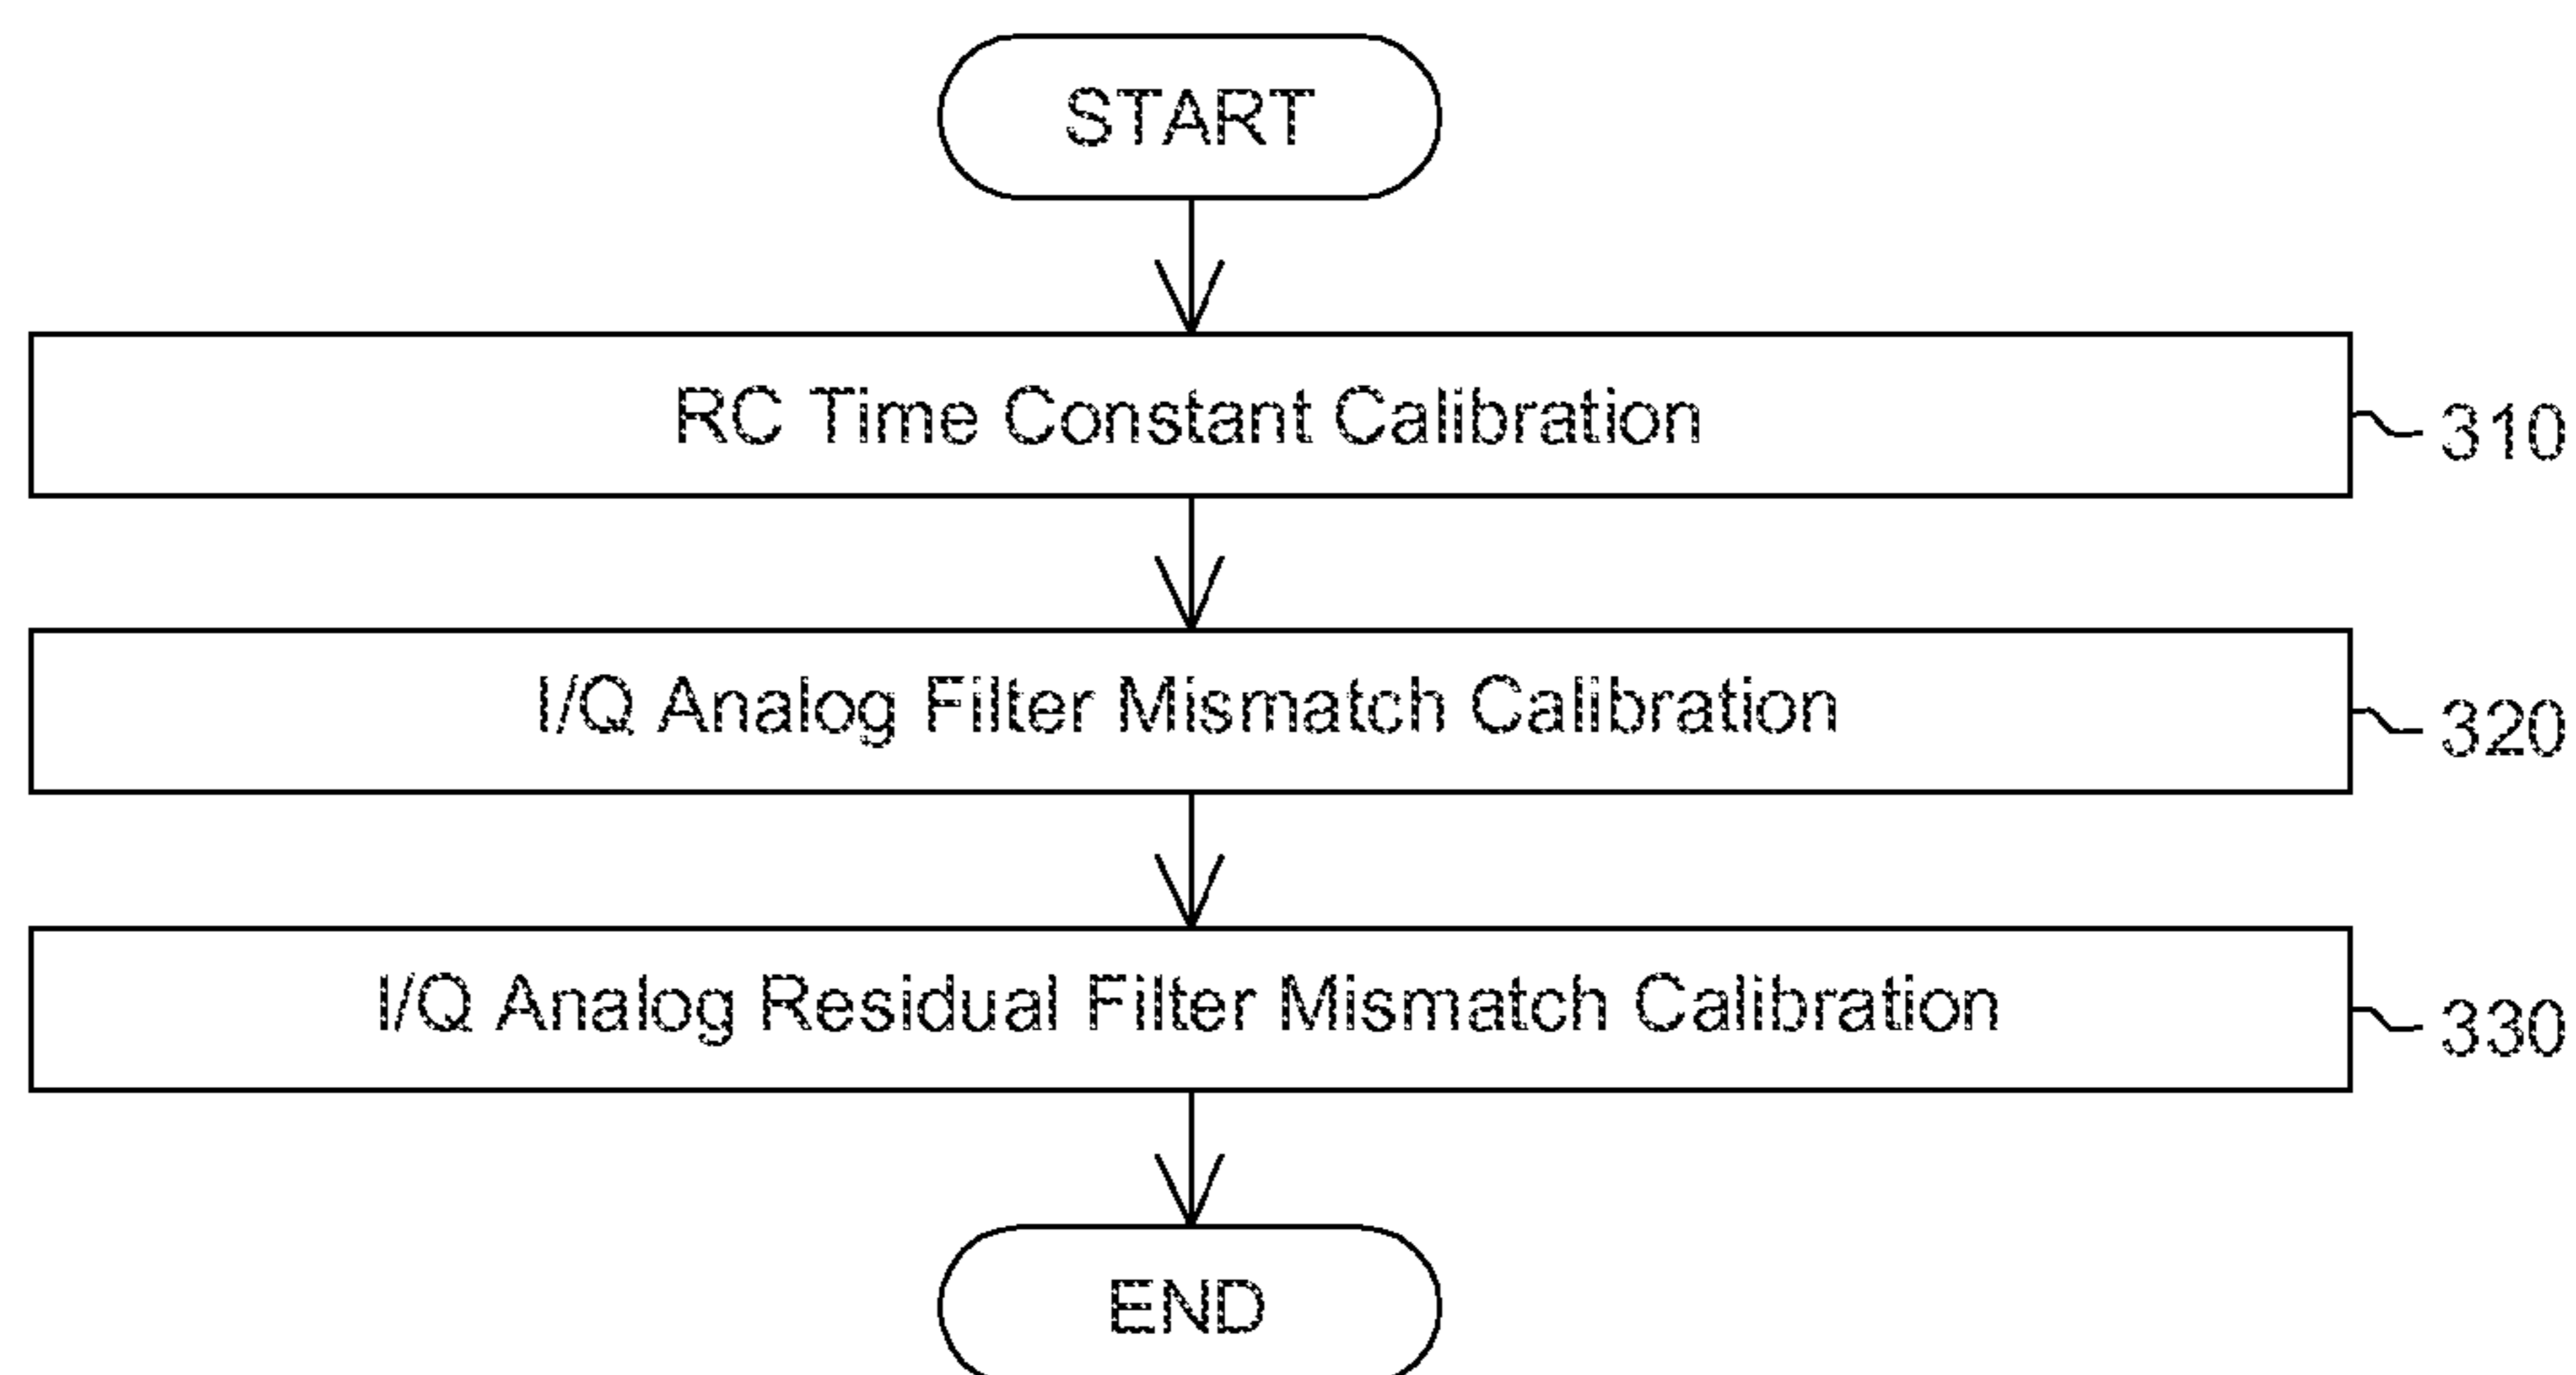 START
RC Time Constant Calibration
310
I/Q Analog Filter Mismatch Calibration
320
I/Q Analog Residual Filter Mismatch Calibration
330
END